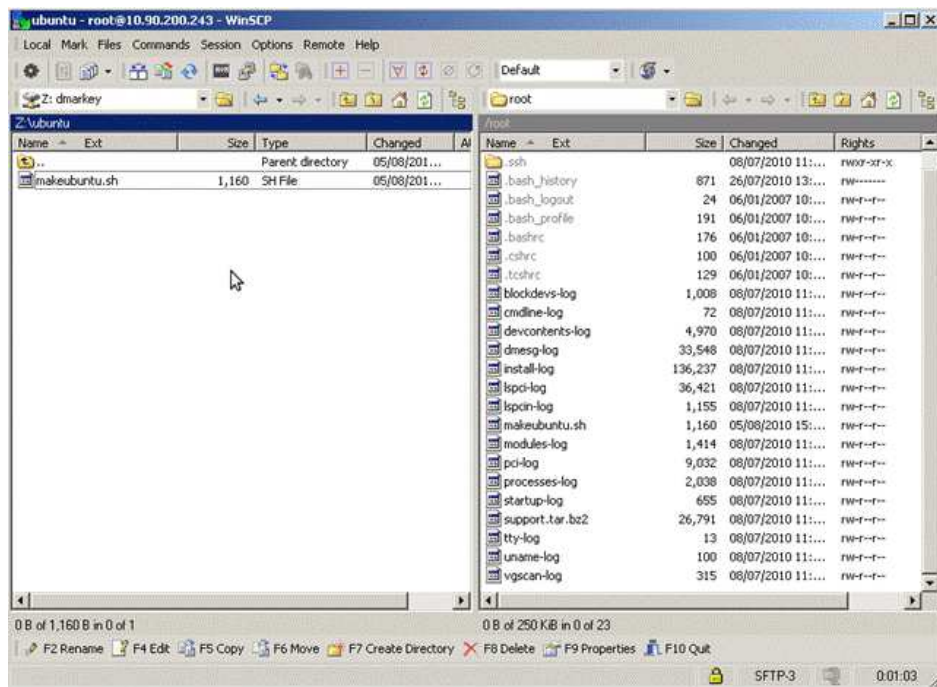 ubuntu - root@10.90.200.243 - WinSCP
Local Mark Files Commands Session Options Remote Help
Default
Z: dmarkey root
Z:\ubuntu /root
Name Ext Size Type Changed Name Ext Size Changed Rights
.. Parent directory 05/08/201... .ssh 08/07/2010 11:... rwxr-xr-x
makeubuntu.sh 1,160 SH File 05/08/201... .bash_history 871 26/07/2010 13:... rw-------
.bash_logout 24 06/01/2007 10:... rw-r--r--
.bash_profile 191 06/01/2007 10:... rw-r--r--
.bashrc 176 06/01/2007 10:... rw-r--r--
.cshrc 100 06/01/2007 10:... rw-r--r--
.tcshrc 129 06/01/2007 10:... rw-r--r--
blockdevs-log 1,008 08/07/2010 11:... rw-r--r--
cmdline-log 72 08/07/2010 11:... rw-r--r--
devcontents-log 4,970 08/07/2010 11:... rw-r--r--
dmesg-log 33,548 08/07/2010 11:... rw-r--r--
install-log 136,237 08/07/2010 11:... rw-r--r--
lspci-log 36,421 08/07/2010 11:... rw-r--r--
lspcin-log 1,155 08/07/2010 11:... rw-r--r--
makeubuntu.sh 1,160 05/08/2010 15:... rw-r--r--
modules-log 1,414 08/07/2010 11:... rw-r--r--
pci-log 9,032 08/07/2010 11:... rw-r--r--
processes-log 2,038 08/07/2010 11:... rw-r--r--
startup-log 655 08/07/2010 11:... rw-r--r--
support.tar.bz2 26,791 08/07/2010 11:... rw-r--r--
tty-log 13 08/07/2010 11:... rw-r--r--
uname-log 100 08/07/2010 11:... rw-r--r--
vgscan-log 315 08/07/2010 11:... rw-r--r--
0 B of 1,160 B in 0 of 1 0 B of 250 KiB in 0 of 23
F2 Rename F4 Edit F5 Copy F6 Move F7 Create Directory F8 Delete F9 Properties F10 Quit
SFTP-3 0:01:03